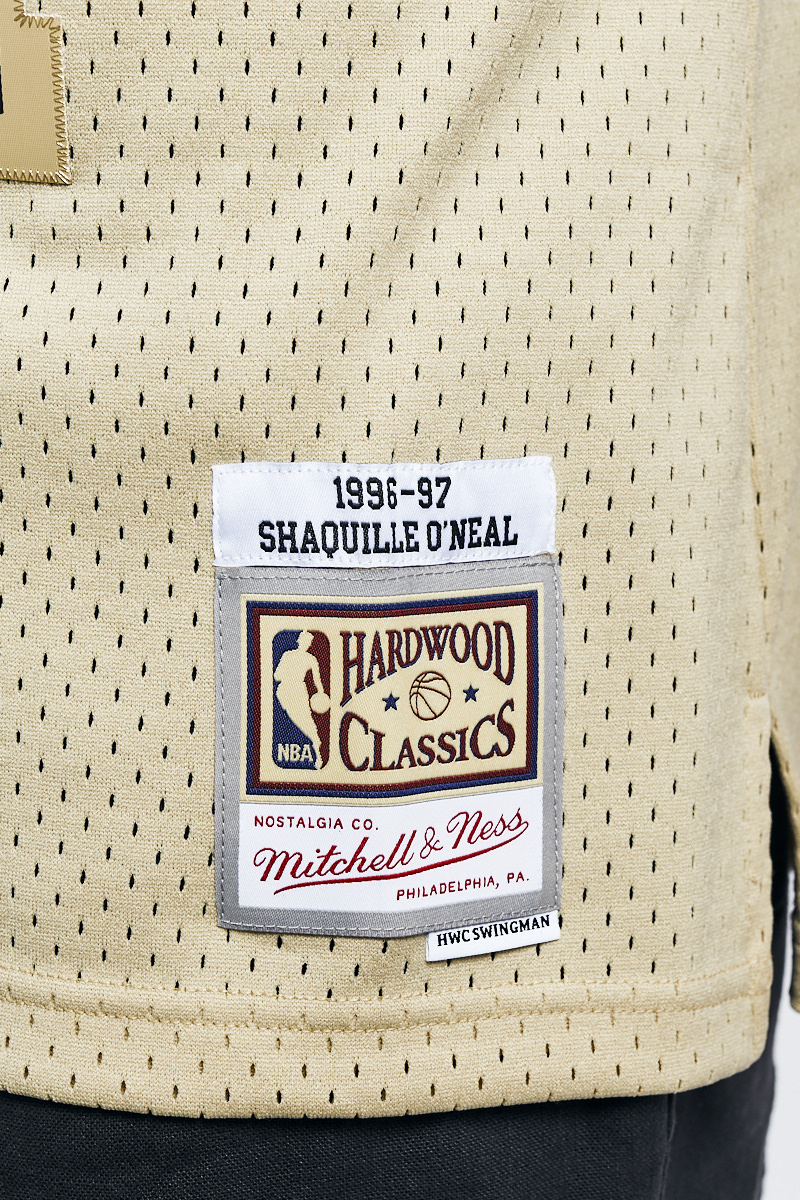 1996-97
SHAQUILLE O'NEAL
HARDWOOD
CLASSICS
NBA
NOSTALGIA CO.
Mitchell & Ness
PHILADELPHIA, PA.
HWC SWINGMAN